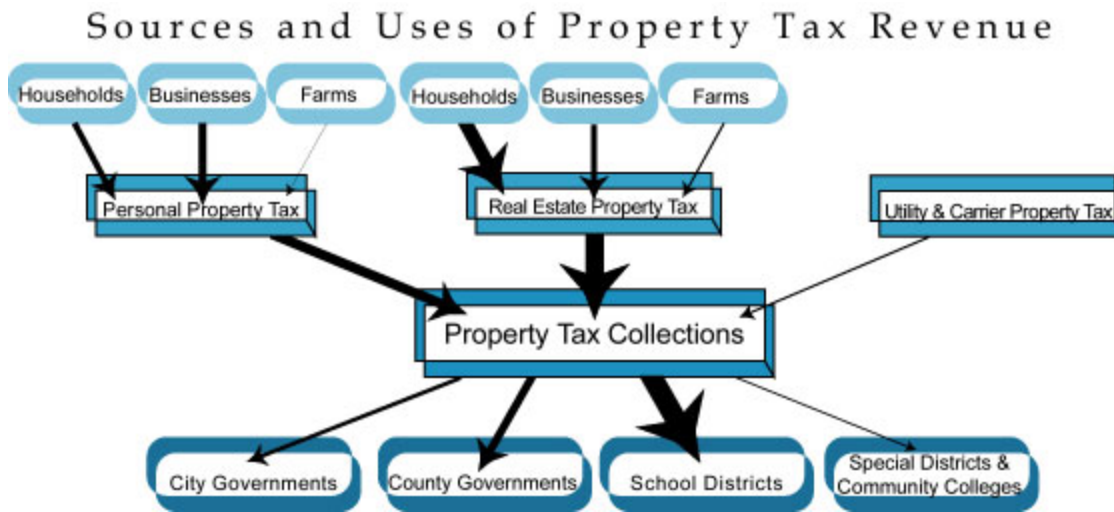 Sources and Uses of Property Tax Revenue
Households
Businesses
Farms
Households
Businesses
Farms
Personal Property Tax
Real Estate Property Tax
Utility & Carrier Property Tax
Property Tax Collections
City Governments
County Governments
School Districts
Special Districts &
Community Colleges